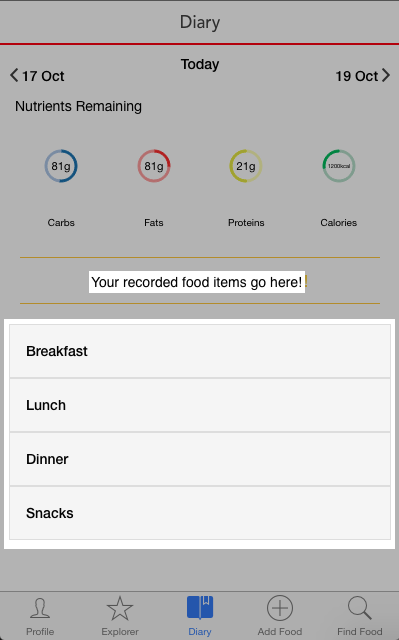 Diary
Today
17 Oct
19 Oct
Nutrients Remaining
81g
81g
21g
1200kcal
Carbs
Fats
Proteins
Calories
Your recorded food items go here!
Breakfast
Lunch
Dinner
Snacks
Profile
Explorer
Diary
Add Food
Find Food